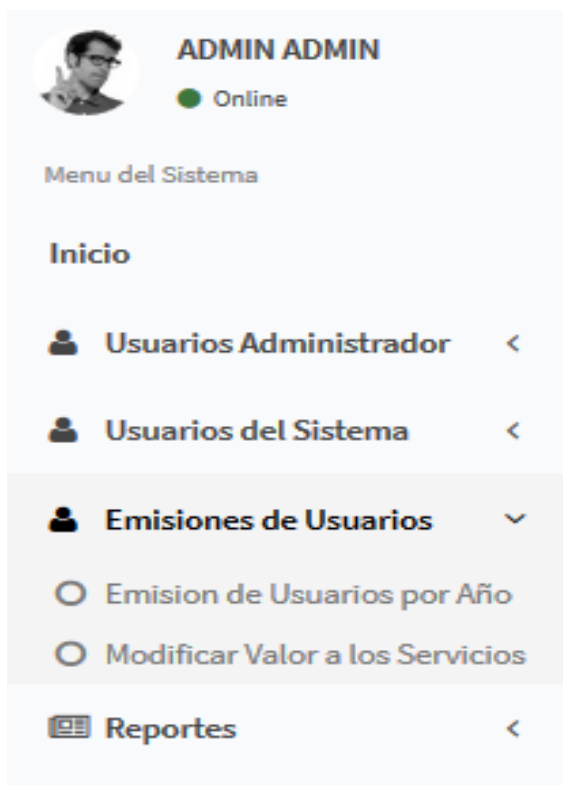 ADMIN ADMIN
Online
Menu del Sistema
Inicio
Usuarios Administrador
Usuarios del Sistema
Emisiones de Usuarios
Emision de Usuarios por Año
Modificar Valor a los Servicios
Reportes